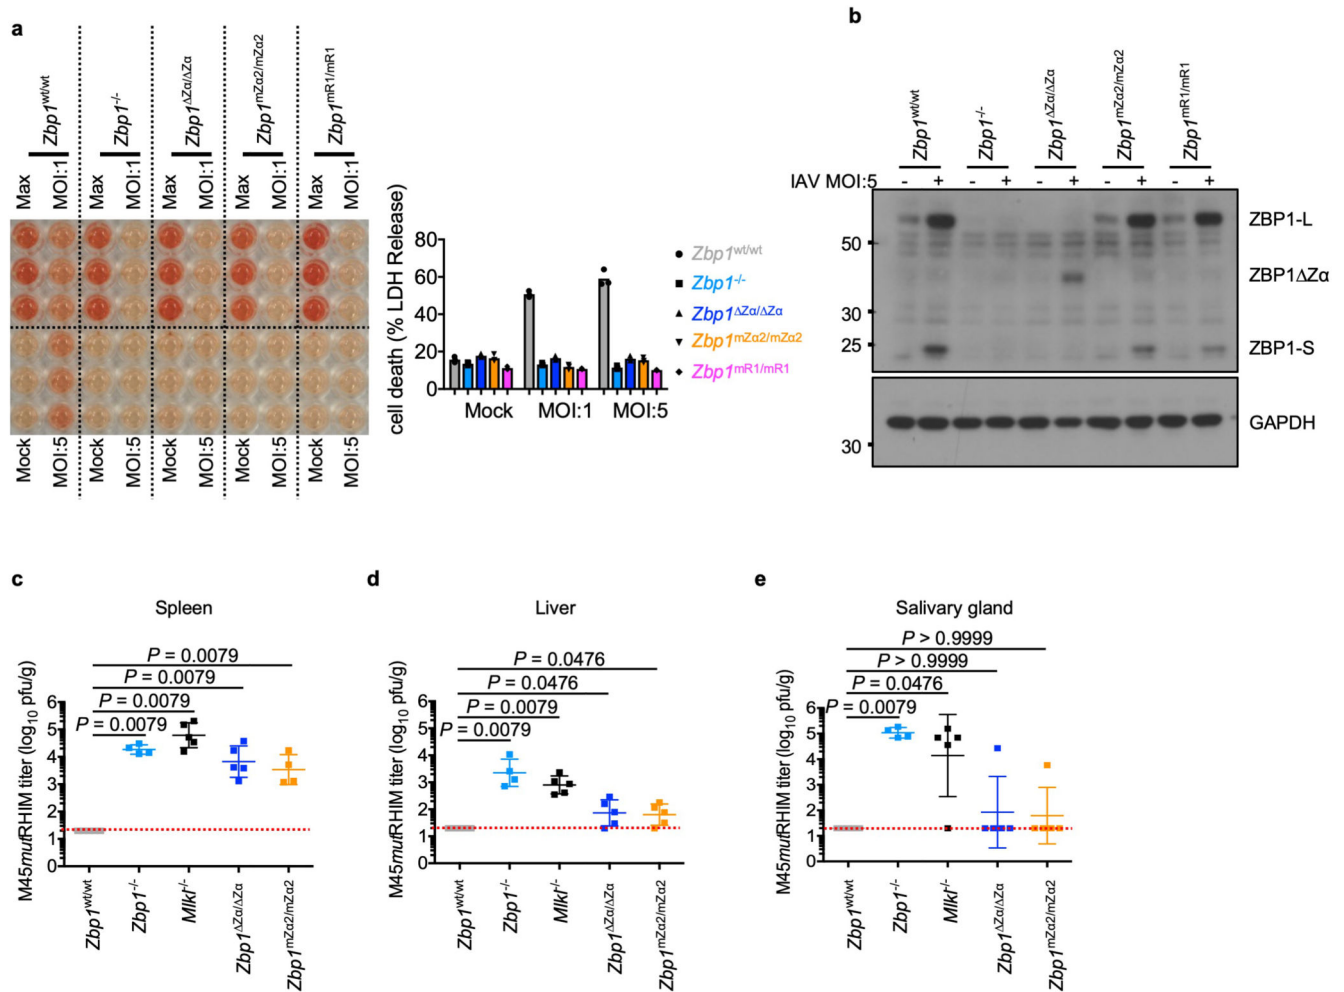 a
Zbp1wt/wt
Zbp1-/-
Zbp1ΔZα/ΔZα
Zbp1mZα2/mZα2
Zbp1mR1/mR1
Max MOI:1 Max MOI:1 Max MOI:1 Max MOI:1 Max MOI:1
Mock MOI:5 Mock MOI:5 Mock MOI:5 Mock MOI:5 Mock MOI:5
cell death (% LDH Release)
80
60
40
20
0
Mock MOI:1 MOI:5
Zbp1wt/wt
Zbp1-/-
Zbp1ΔZα/ΔZα
Zbp1mZα2/mZα2
Zbp1mR1/mR1
b
Zbp1wt/wt
Zbp1-/-
Zbp1ΔZα/ΔZα
Zbp1mZα2/mZα2
Zbp1mR1/mR1
IAV MOI:5 - + - + - + - + - +
50
30
25
30
ZBP1-L
ZBP1ΔZα
ZBP1-S
GAPDH
c
Spleen
P = 0.0079
P = 0.0079
P = 0.0079
P = 0.0079
M45mutRHIM titer (log10 pfu/g)
6
5
4
3
2
1
0
Zbp1wt/wt
Zbp1-/-
Mlkl-/-
Zbp1ΔZα/ΔZα
Zbp1mZα2/mZα2
d
Liver
P = 0.0476
P = 0.0476
P = 0.0079
P = 0.0079
M45mutRHIM titer (log10 pfu/g)
6
5
4
3
2
1
0
Zbp1wt/wt
Zbp1-/-
Mlkl-/-
Zbp1ΔZα/ΔZα
Zbp1mZα2/mZα2
e
Salivary gland
P > 0.9999
P > 0.9999
P = 0.0476
P = 0.0079
M45mutRHIM titer (log10 pfu/g)
6
5
4
3
2
1
0
Zbp1wt/wt
Zbp1-/-
Mlkl-/-
Zbp1ΔZα/ΔZα
Zbp1mZα2/mZα2